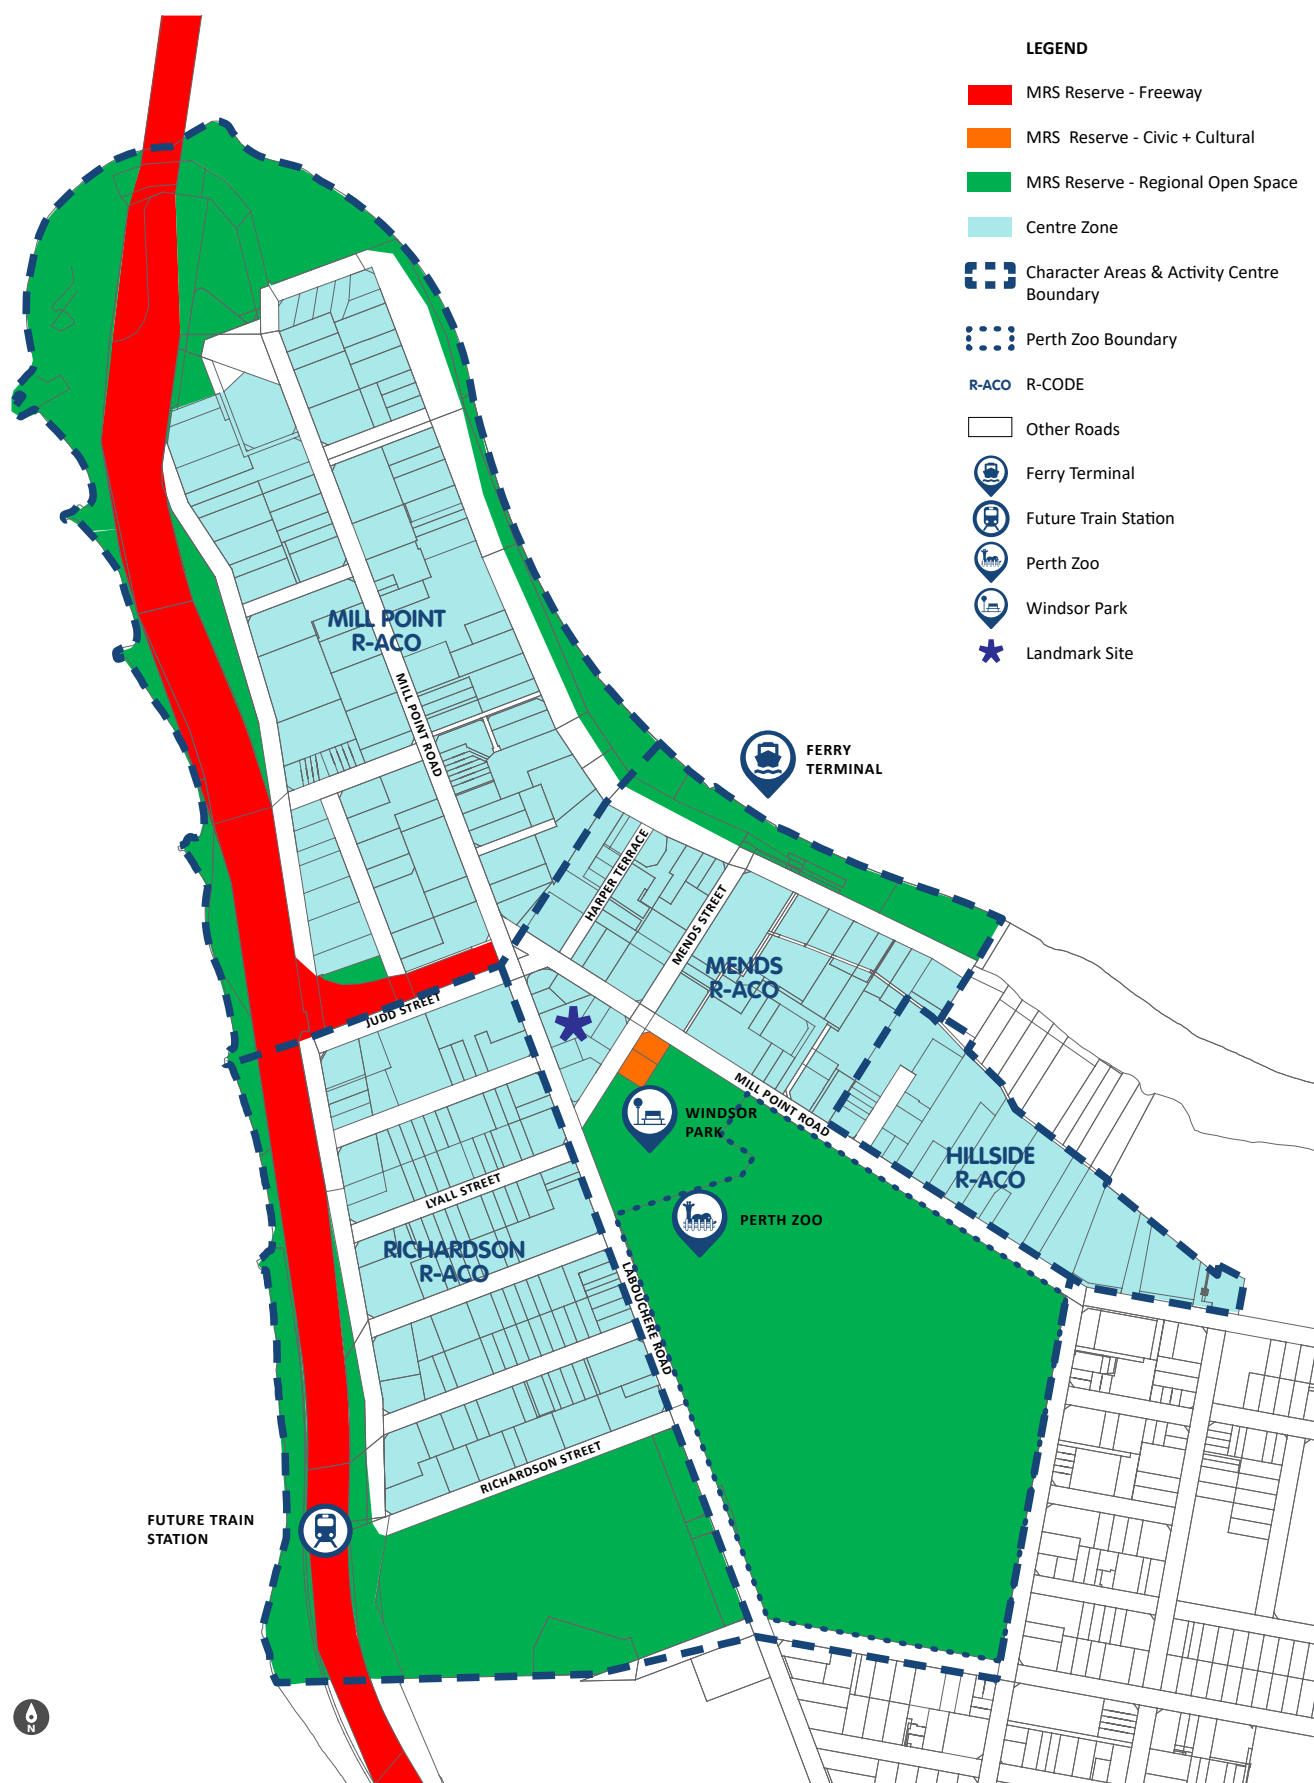 LEGEND
MRS Reserve - Freeway
MRS Reserve - Civic + Cultural
MRS Reserve - Regional Open Space
Centre Zone
Character Areas & Activity Centre
Boundary
Perth Zoo Boundary
R-ACO R-CODE
Other Roads
Ferry Terminal
Future Train Station
Perth Zoo
Windsor Park
Landmark Site
MILL POINT
R-ACO
MILL POINT ROAD
FERRY
TERMINAL
HARPER TERRACE
MENDS STREET
MENDS
R-ACO
JUDD STREET
MILL POINT ROAD
WINDSOR
PARK
HILLSIDE
R-ACO
LYALL STREET
PERTH ZOO
RICHARDSON
R-ACO
LABOUCHERE ROAD
RICHARDSON STREET
FUTURE TRAIN
STATION
N